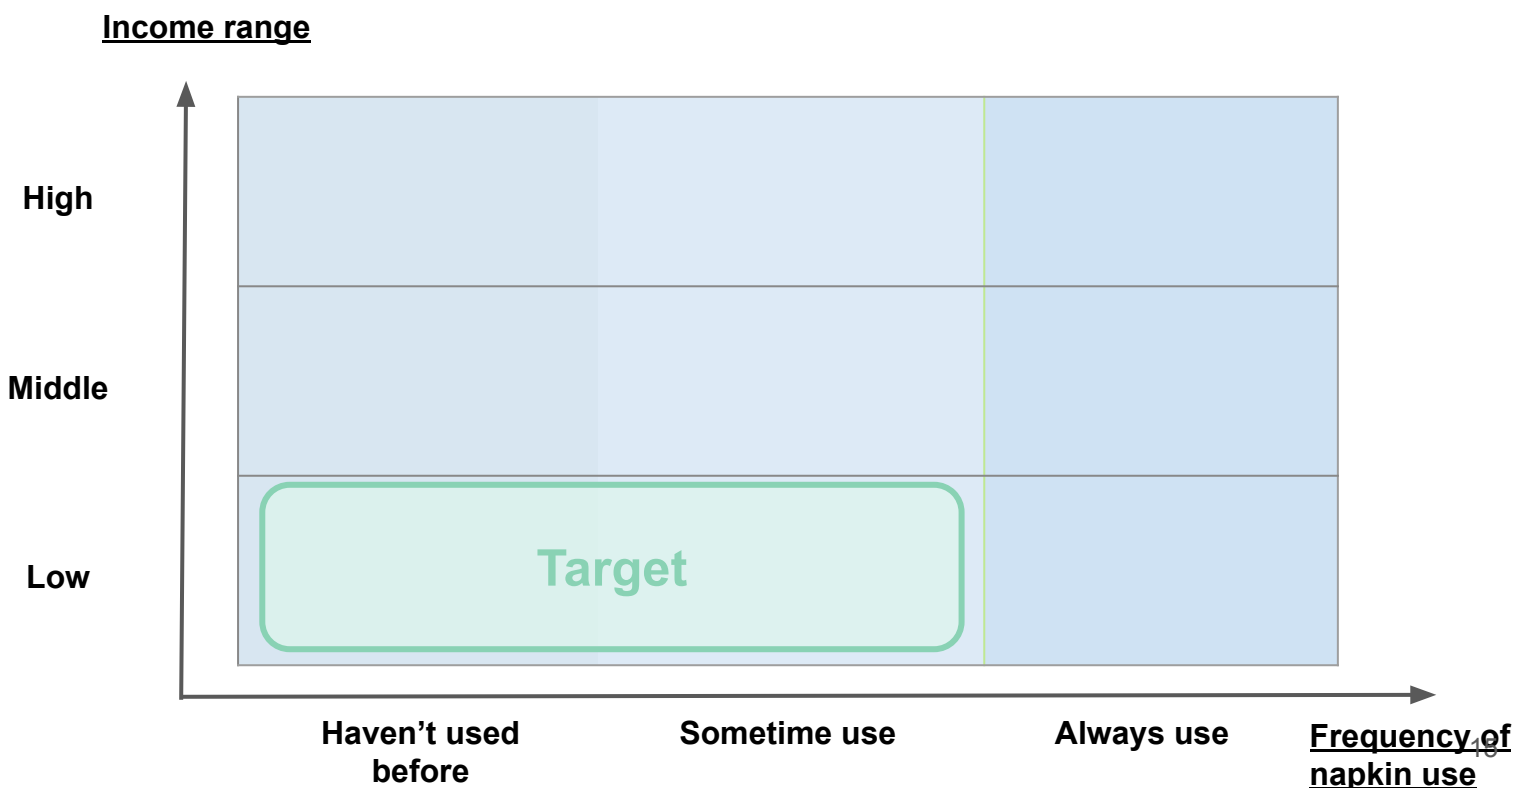 Income range
High
Middle
Low
Target
Haven’t used
before
Sometime use
Always use
Frequency of
napkin use